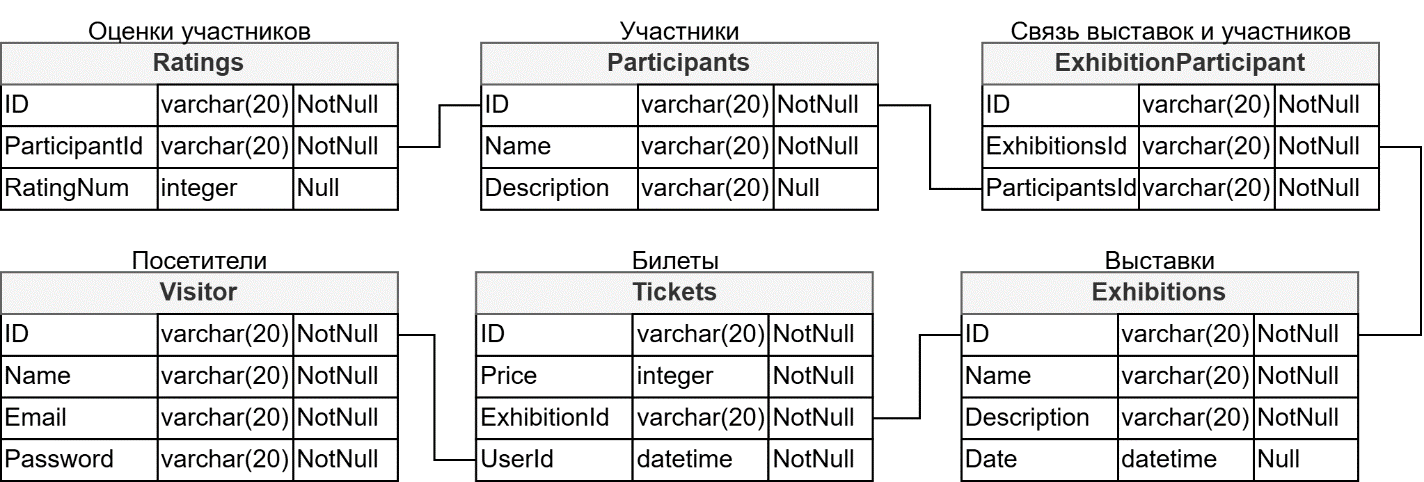 Оценки участников
Ratings
ID varchar(20) NotNull
ParticipantId varchar(20) NotNull
RatingNum integer Null
Участники
Participants
ID varchar(20) NotNull
Name varchar(20) NotNull
Description varchar(20) Null
Связь выставок и участников
ExhibitionParticipant
ID varchar(20) NotNull
ExhibitionsId varchar(20) NotNull
ParticipantsId varchar(20) NotNull
Посетители
Visitor
ID varchar(20) NotNull
Name varchar(20) NotNull
Email varchar(20) NotNull
Password varchar(20) NotNull
Билеты
Tickets
ID varchar(20) NotNull
Price integer NotNull
ExhibitionId varchar(20) NotNull
UserId datetime NotNull
Выставки
Exhibitions
ID varchar(20) NotNull
Name varchar(20) NotNull
Description varchar(20) NotNull
Date datetime Null